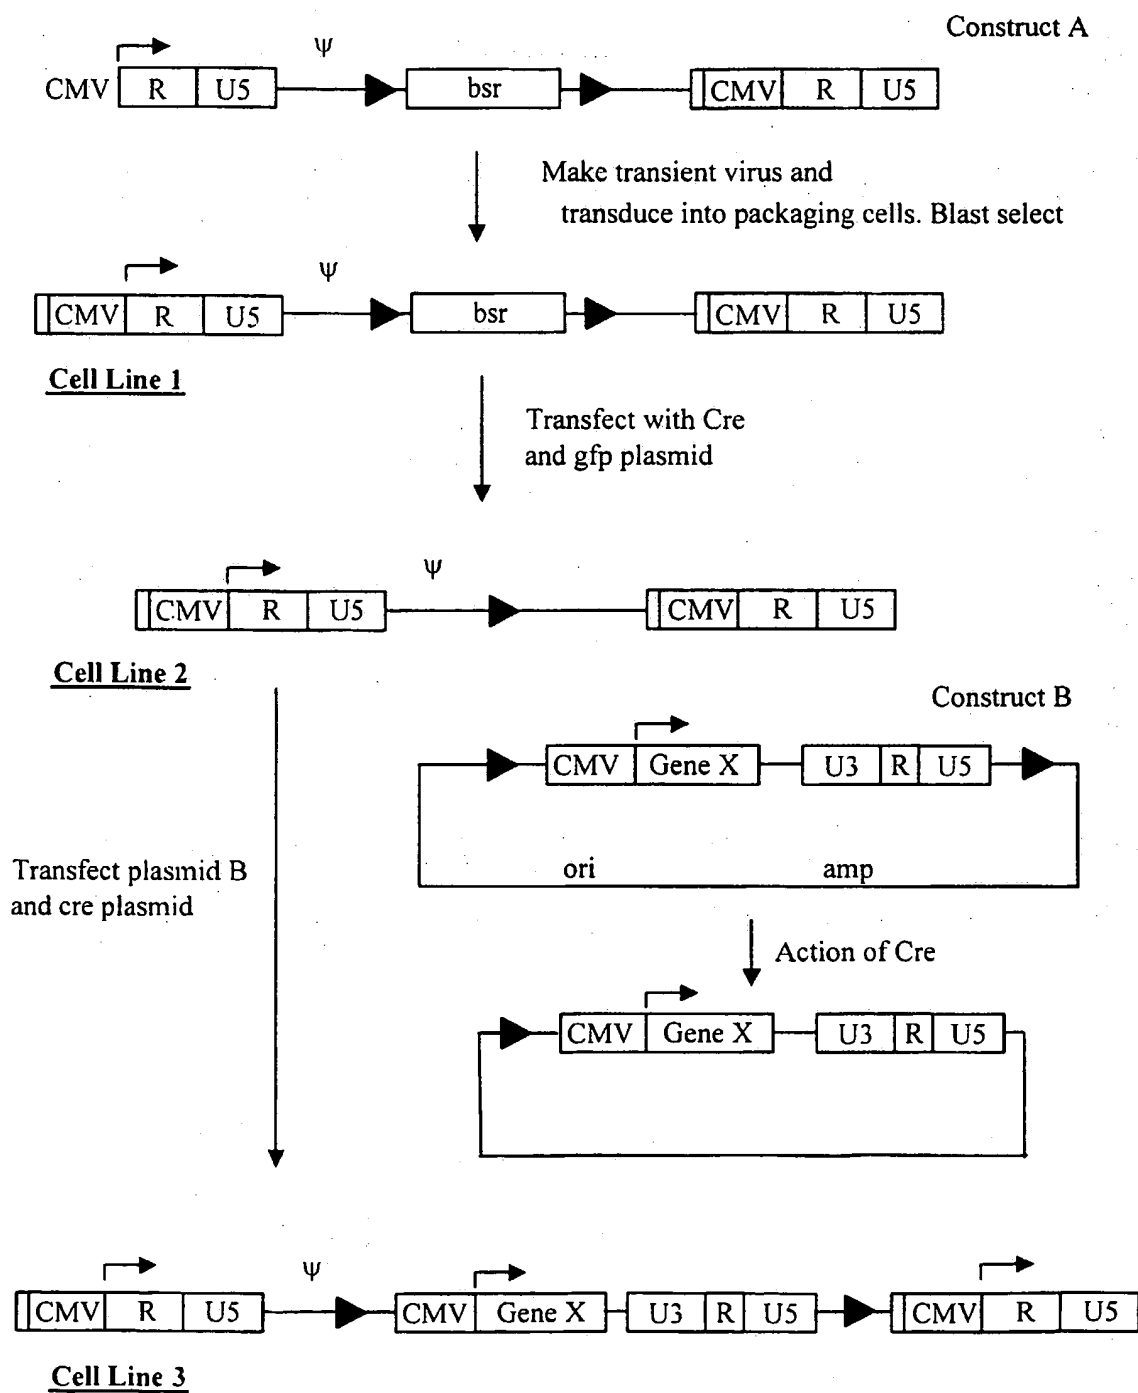 Construct A
ψ
CMV R U5 bsr CMV R U5
Make transient virus and
transduce into packaging cells. Blast select
ψ
CMV R U5 bsr CMV R U5
Cell Line 1
Transfect with Cre
and gfp plasmid
ψ
CMV R U5 CMV R U5
Cell Line 2
Construct B
CMV Gene X U3 R U5
ori amp
Transfect plasmid B
and cre plasmid
Action of Cre
CMV Gene X U3 R U5
ψ
CMV R U5 CMV Gene X U3 R U5 CMV R U5
Cell Line 3